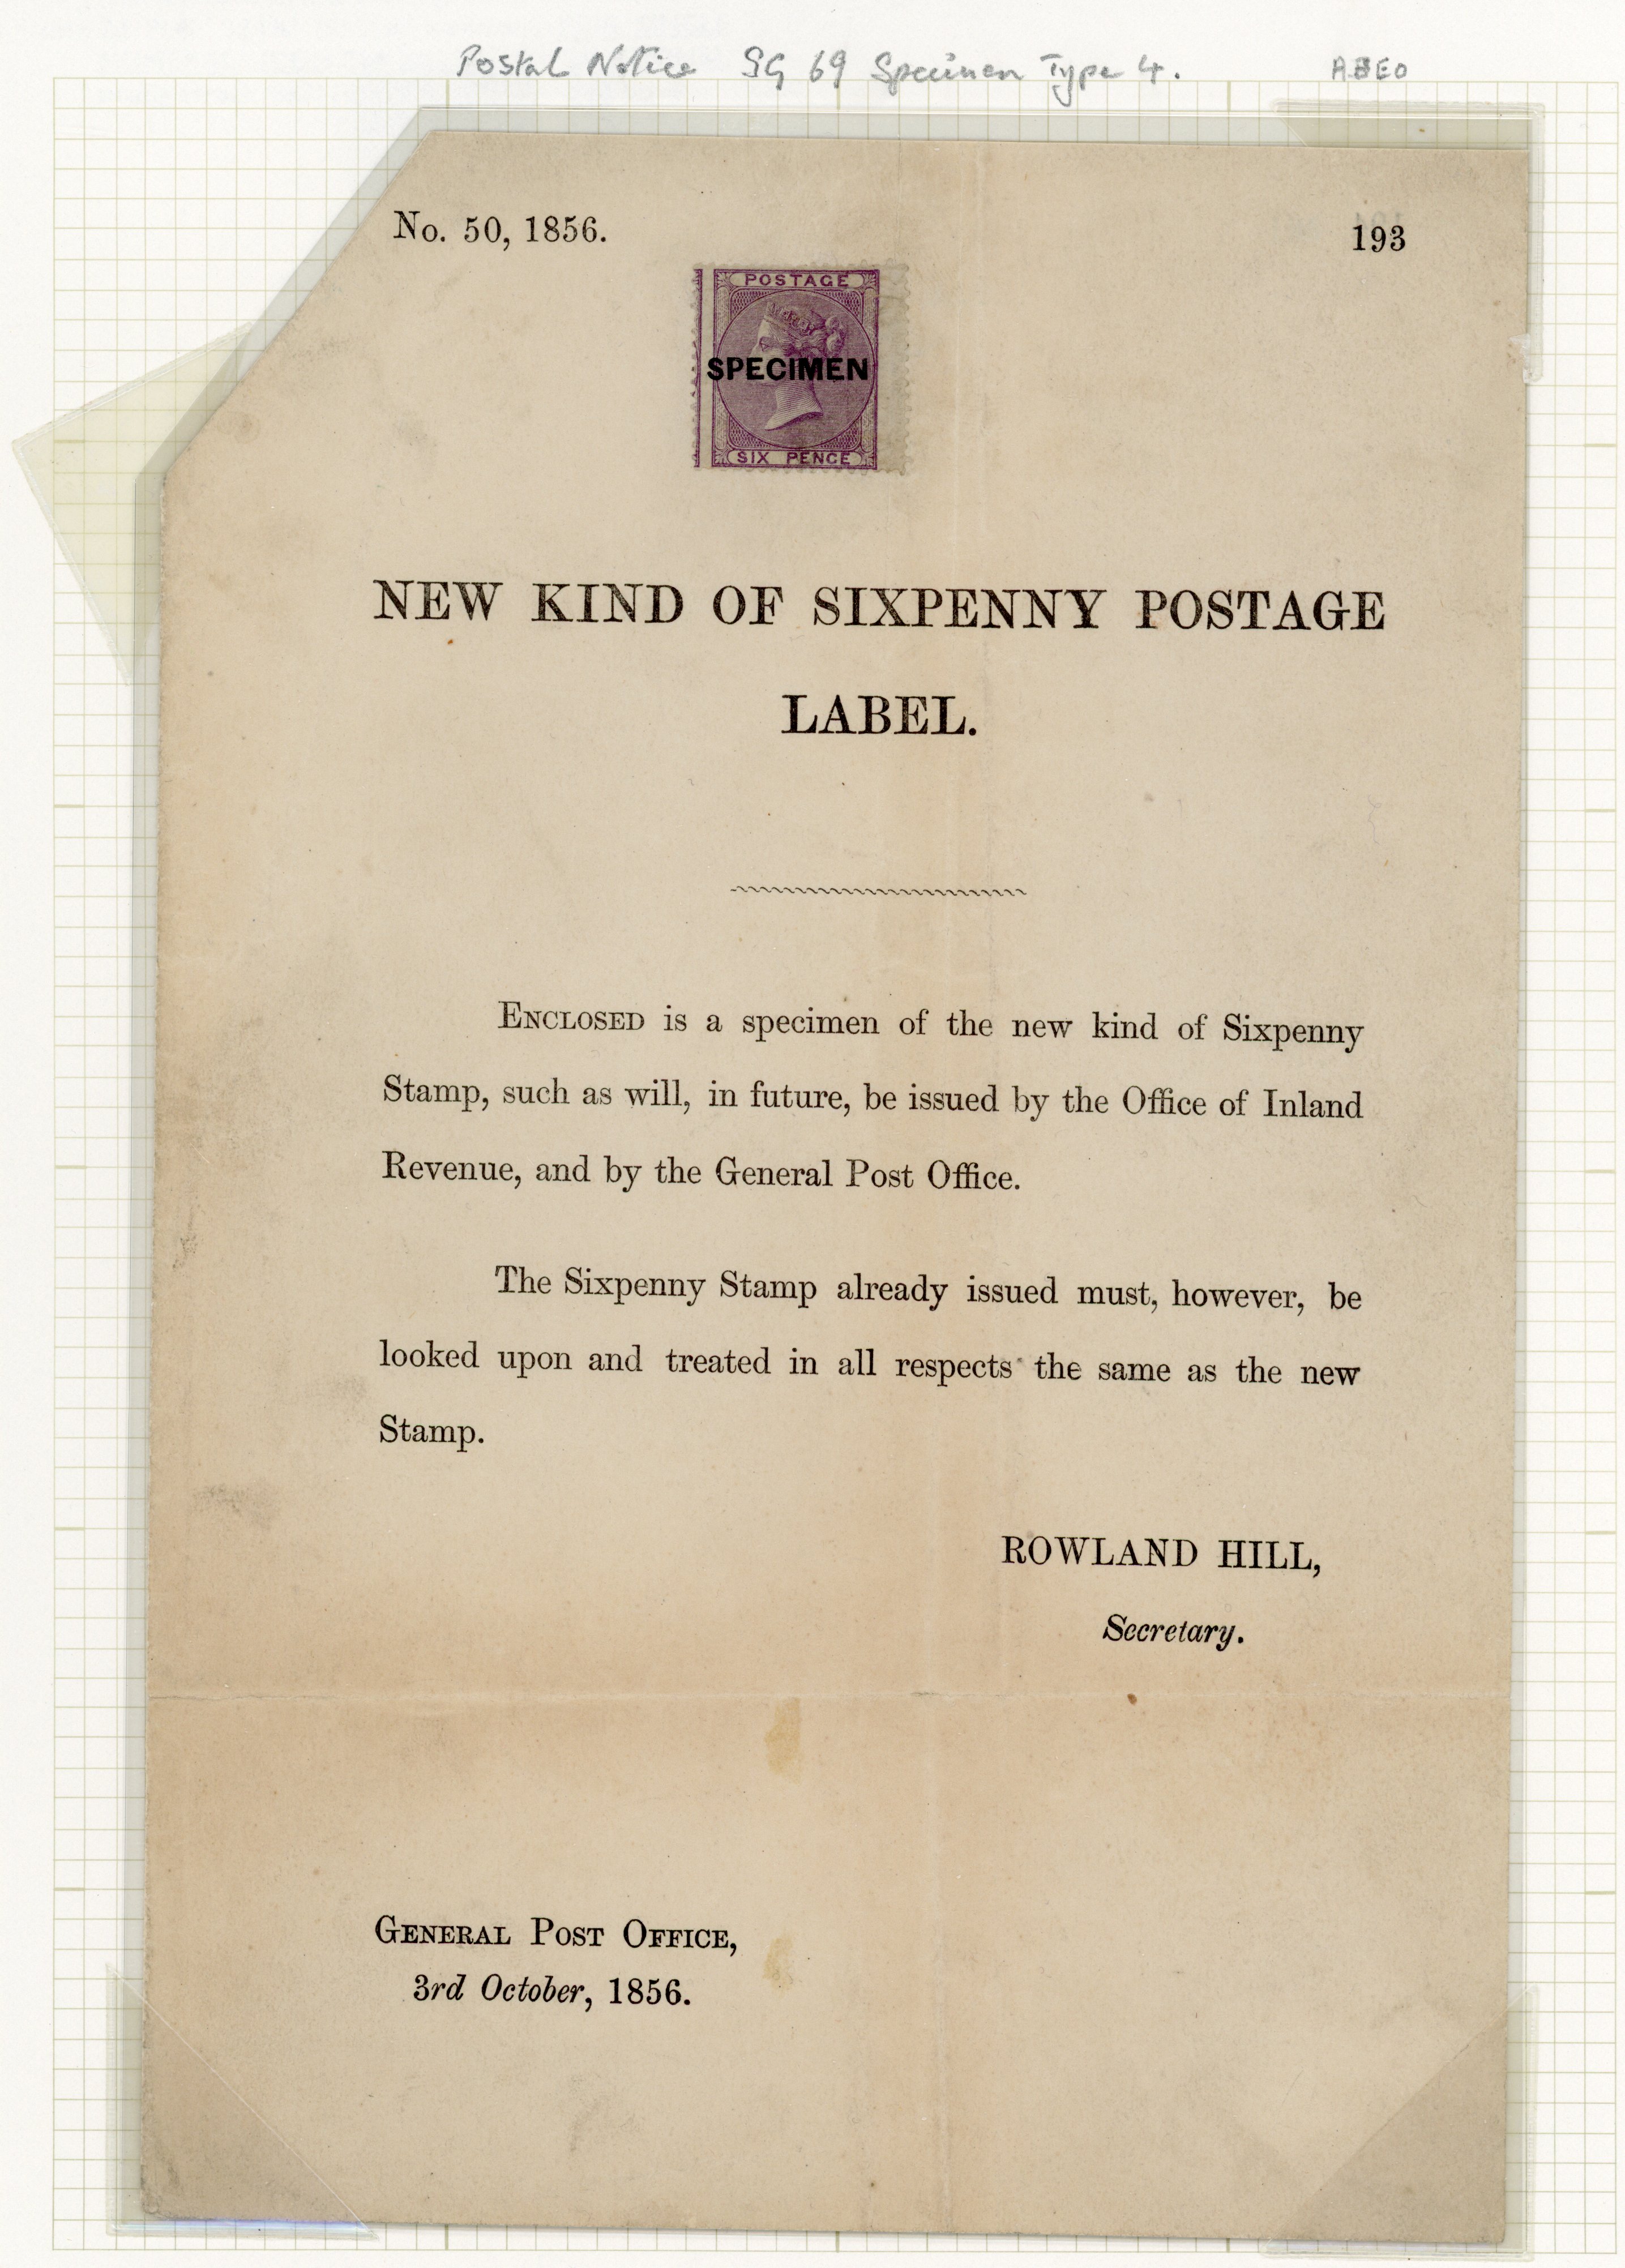 Postal Notice SG 69 Specimen Type 4.
No. 50, 1856.
193
POSTAGE
SPECIMEN
SIX PENCE
NEW KIND OF SIXPENNY POSTAGE
LABEL.
ENCLOSED is a specimen of the new kind of Sixpenny
Stamp, such as will, in future, be issued by the Office of Inland
Revenue, and by the General Post Office.
The Sixpenny Stamp already issued must, however, be
looked upon and treated in all respects the same as the new
Stamp.
ROWLAND HILL,
Secretary.
GENERAL POST OFFICE,
3rd October, 1856.